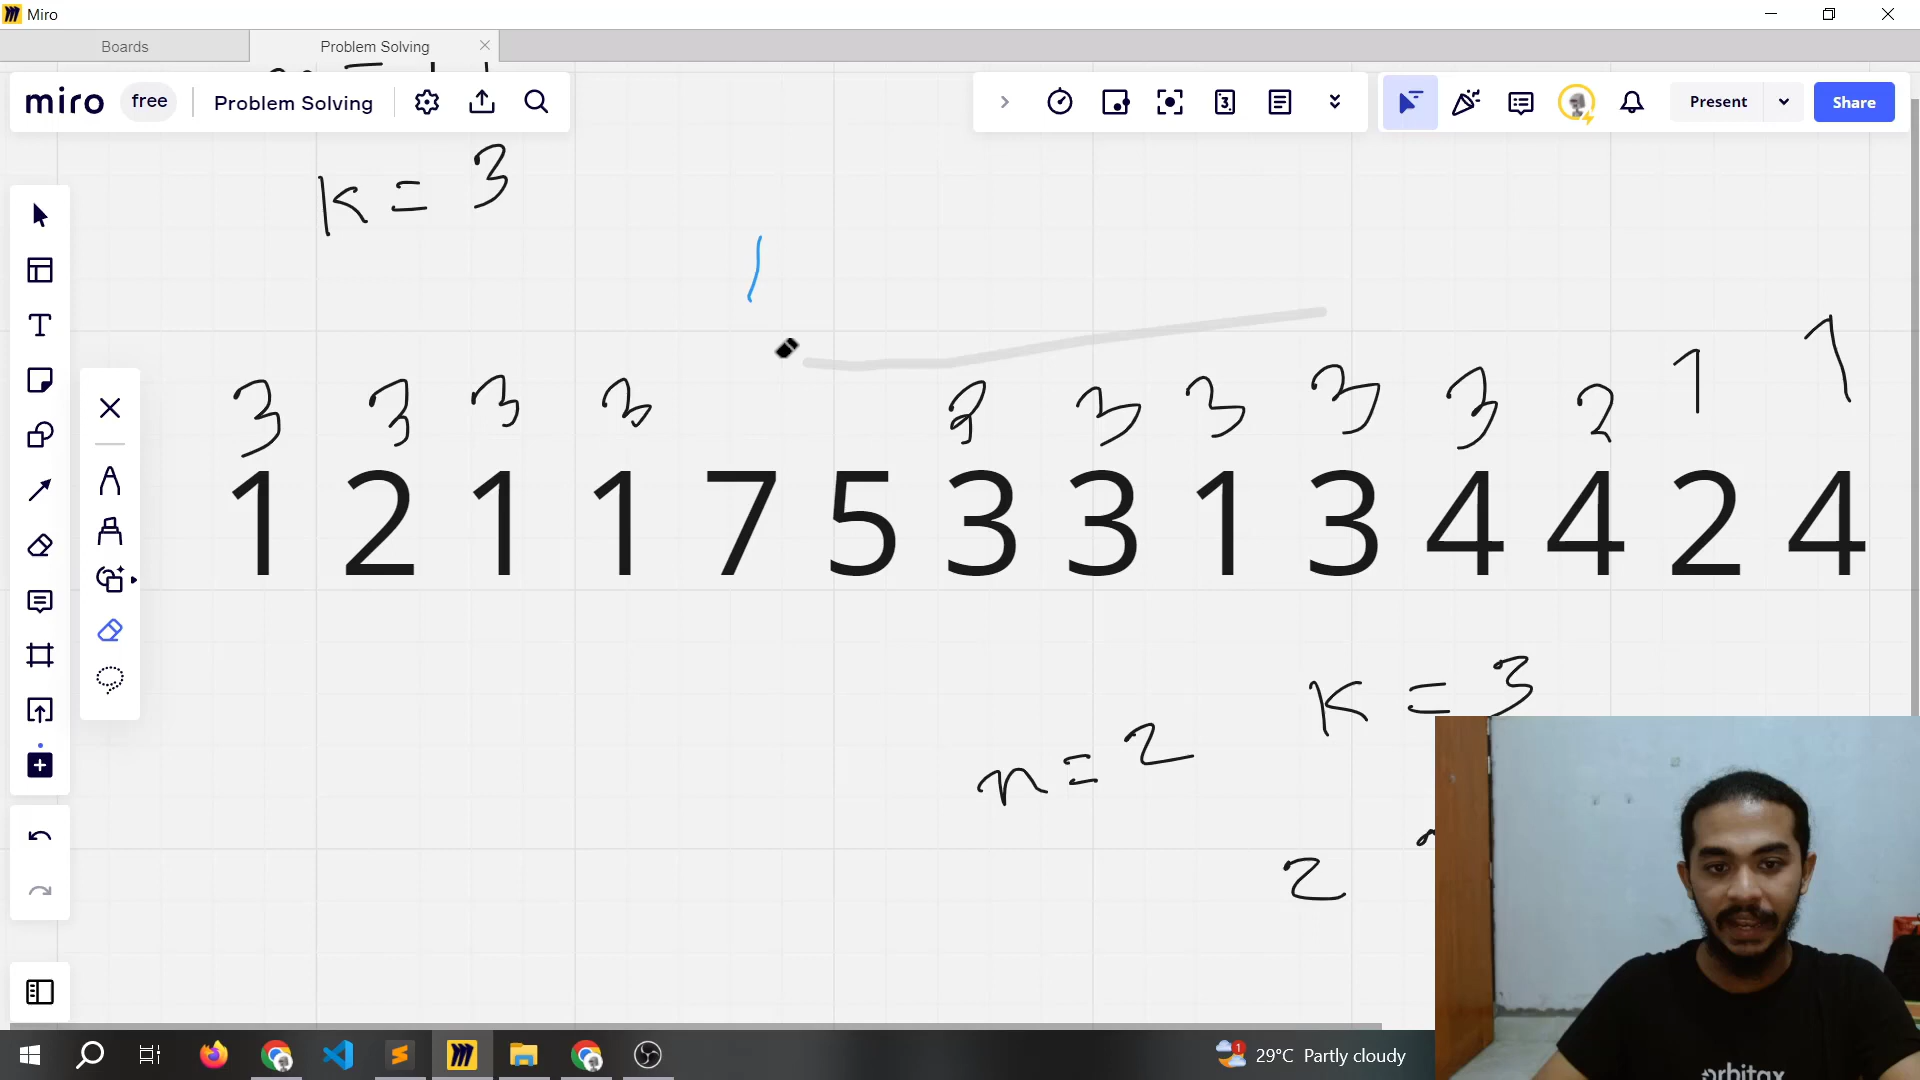 Miro
Boards
Problem Solving
miro free Problem Solving
3
Present
Share
k = 3
3 3 3 3 3 3 3 3 2 1 1
1 2 1 1 7 5 3 3 1 3 4 4 2 4
k = 3
n = 2
2
orbitax
1
29°C Partly cloudy